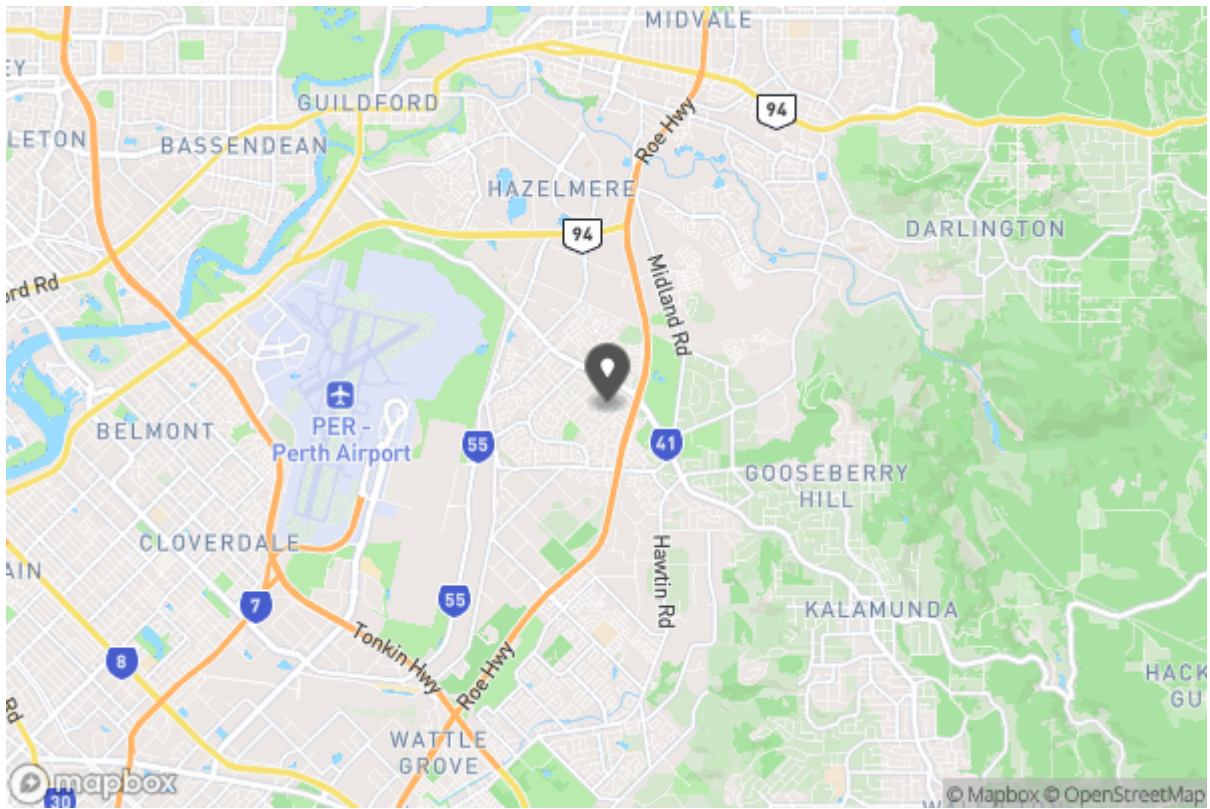 MIDVALE
EY
GUILDFORD
94
LETON
BASSENDEAN
Roe Hwy
HAZELMERE
94
DARLINGTON
ord Rd
Midland Rd
BELMONT
PER -
Perth Airport
55
41
GOOSEBERRY
HILL
CLOVERDALE
AIN
Hawtin Rd
7
55
KALAMUNDA
Tonkin Hwy
8
Roe Hwy
HACK
GU
Rd
WATTLE
GROVE
mapbox
30
© Mapbox © OpenStreetMap